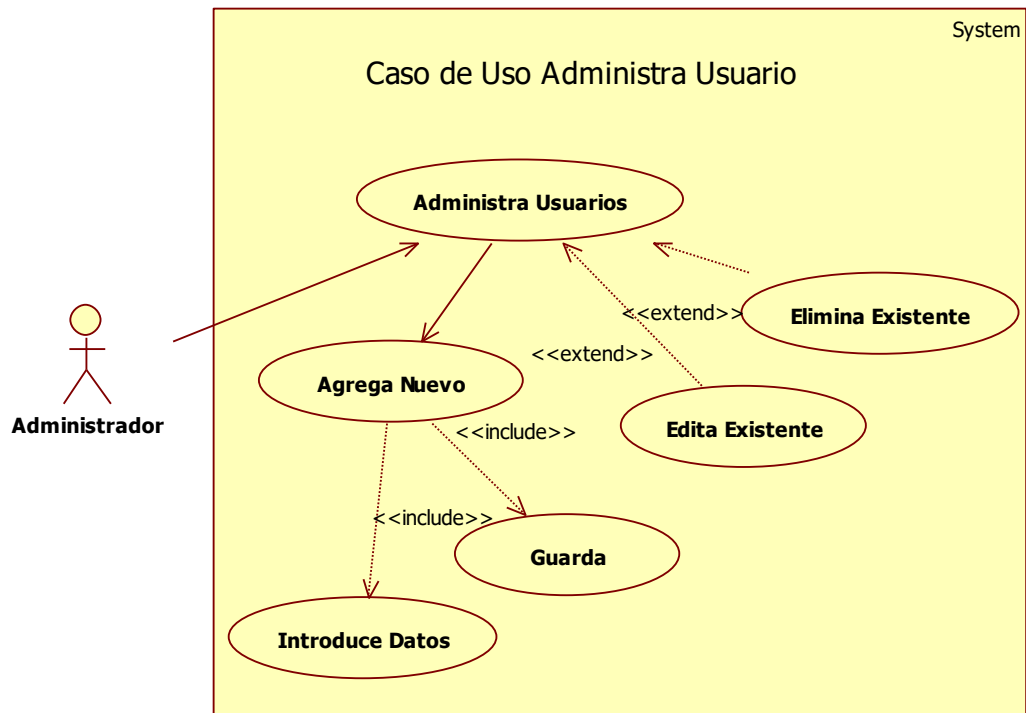 System
Caso de Uso Administra Usuario
Administra Usuarios
<<extend>>
Elimina Existente
<<extend>>
Agrega Nuevo
Administrador
<<include>>
Edita Existente
<<include>>
Guarda
Introduce Datos